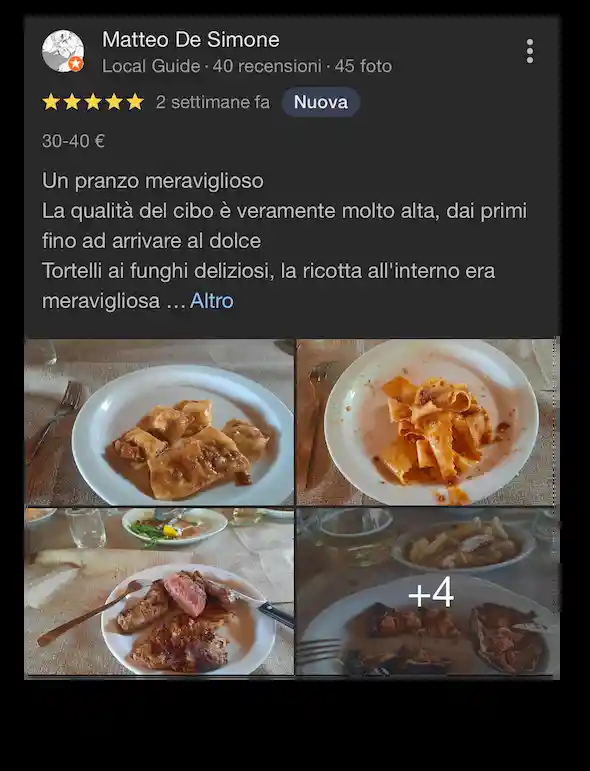 Matteo De Simone
Local Guide · 40 recensioni · 45 foto
2 settimane fa Nuova
30-40 €
Un pranzo meraviglioso
La qualità del cibo è veramente molto alta, dai primi
fino ad arrivare al dolce
Tortelli ai funghi deliziosi, la ricotta all'interno era
meravigliosa … Altro
+4